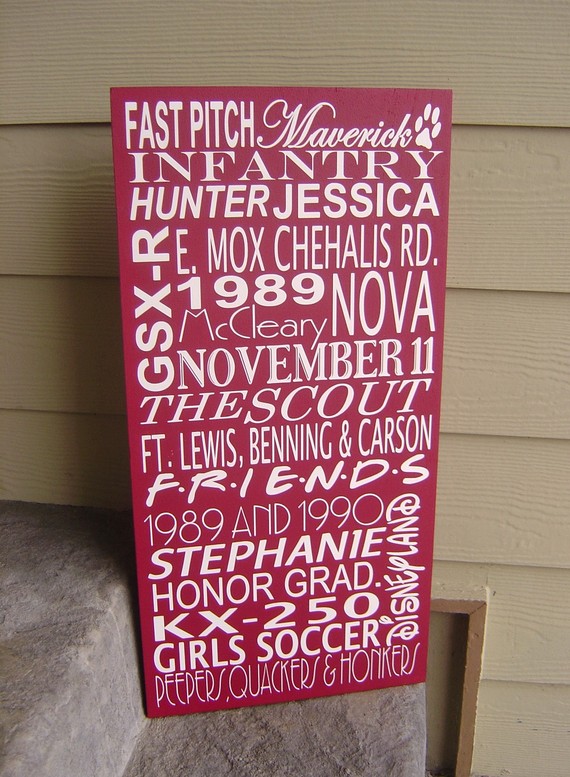 FAST PITCH Maverick
INFANTRY
HUNTER JESSICA
GSX-R
E. MOX CHEHALIS RD.
1989
McCleary
NOVA
NOVEMBER 11
THE SCOUT
FT. LEWIS, BENNING & CARSON
F·R·I·E·N·D·S
1989 AND 1990
DISNEYLAND
STEPHANIE
HONOR GRAD.
KX-250
GIRLS SOCCER
PEEPERS, QUACKERS & HONKERS